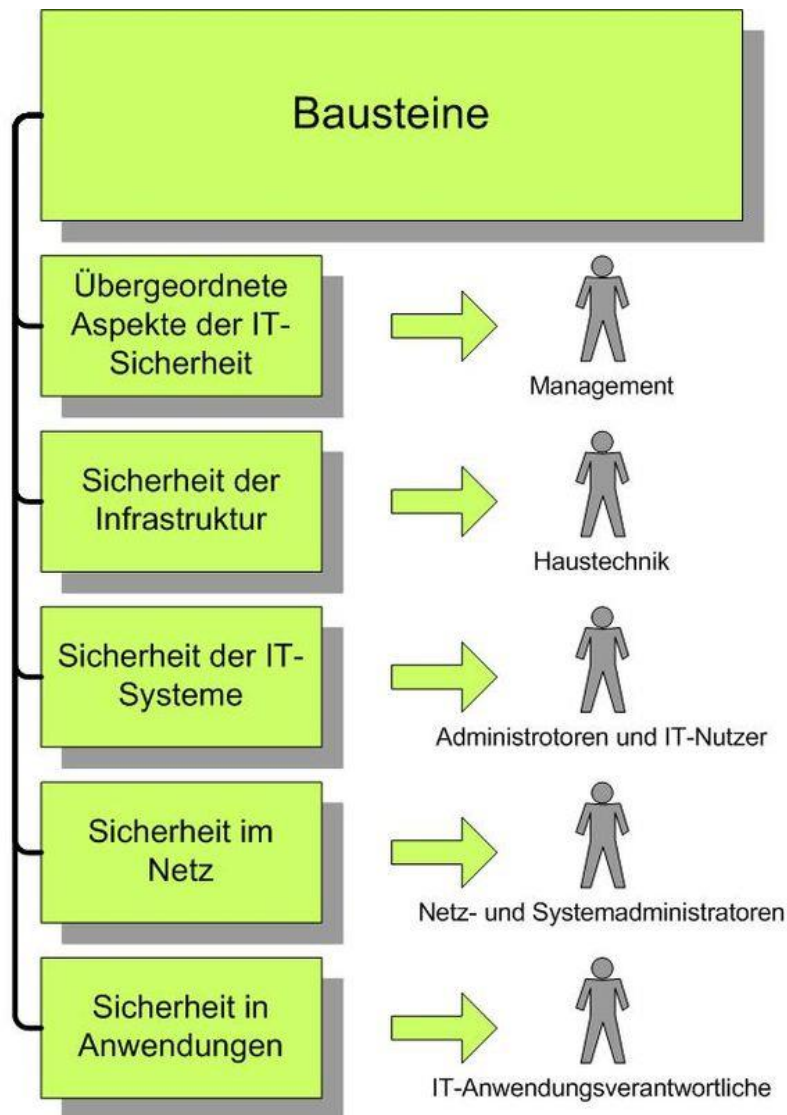 Bausteine
Übergeordnete
Aspekte der IT-
Sicherheit
Management
Sicherheit der
Infrastruktur
Haustechnik
Sicherheit der IT-
Systeme
Administrotoren und IT-Nutzer
Sicherheit im
Netz
Netz- und Systemadministratoren
Sicherheit in
Anwendungen
IT-Anwendungsverantwortliche